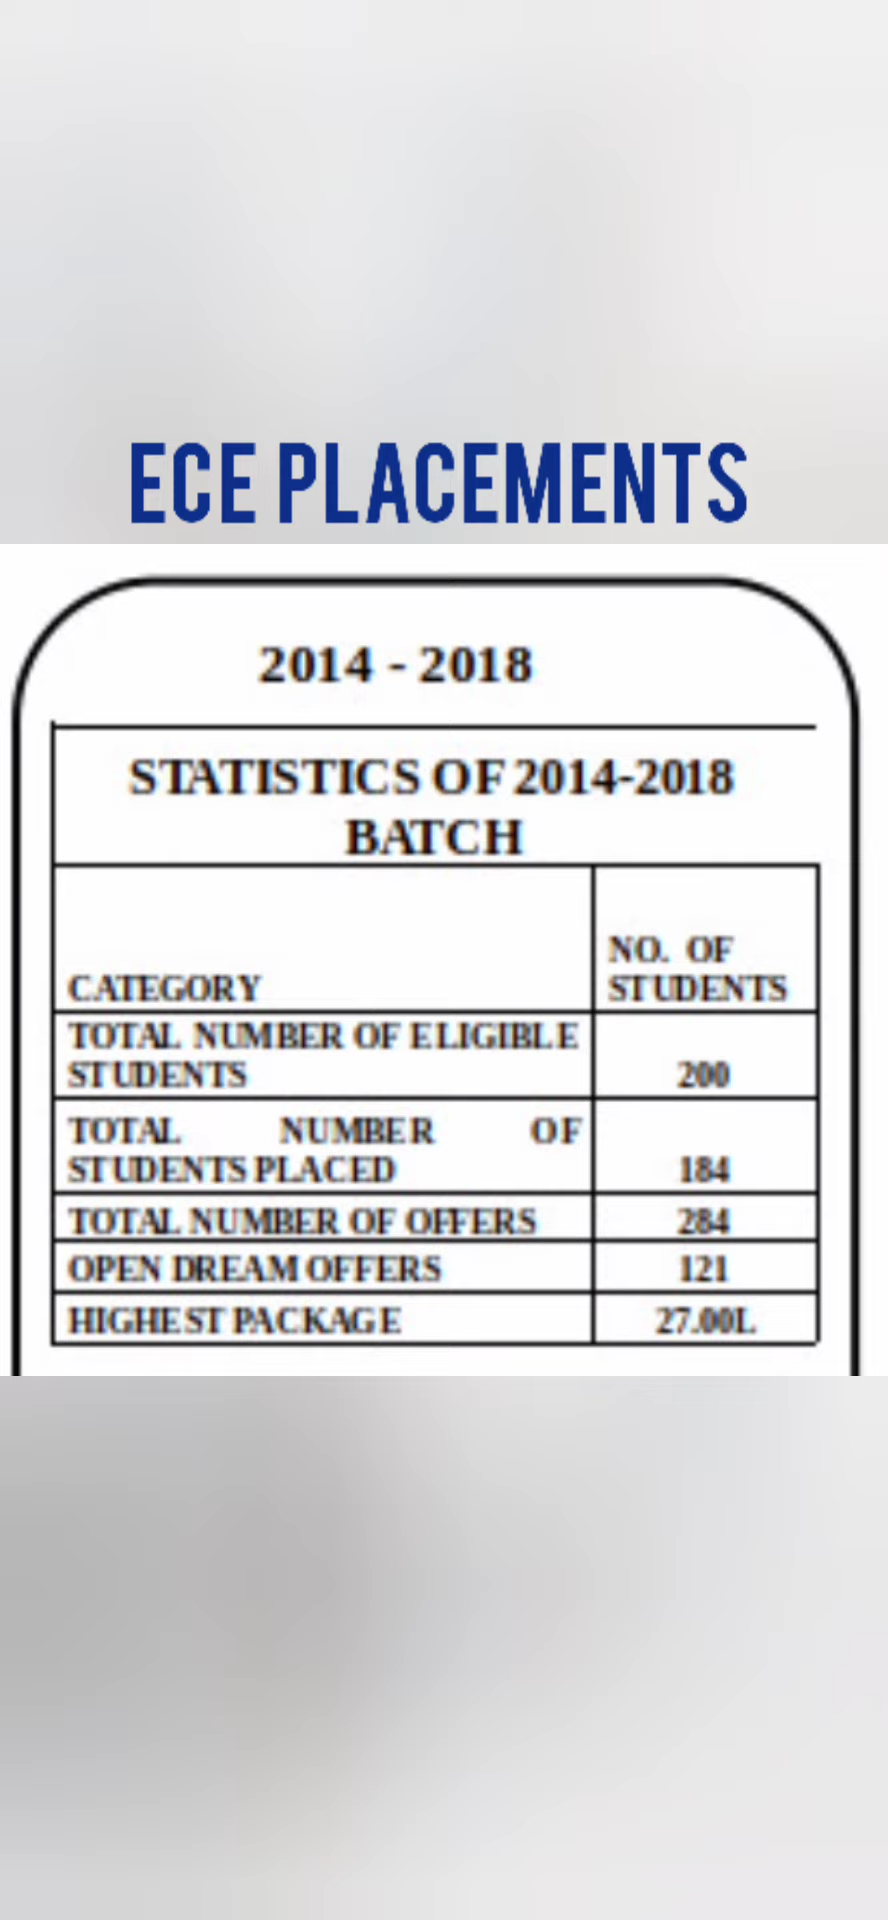 ECE PLACEMENTS
2014 - 2018
STATISTICS OF 2014-2018
BATCH
CATEGORY
NO. OF
STUDENTS
TOTAL NUMBER OF ELIGIBLE
STUDENTS
200
TOTAL NUMBER OF
STUDENTS PLACED
184
TOTAL NUMBER OF OFFERS
284
OPEN DREAM OFFERS
121
HIGHEST PACKAGE
27.00L